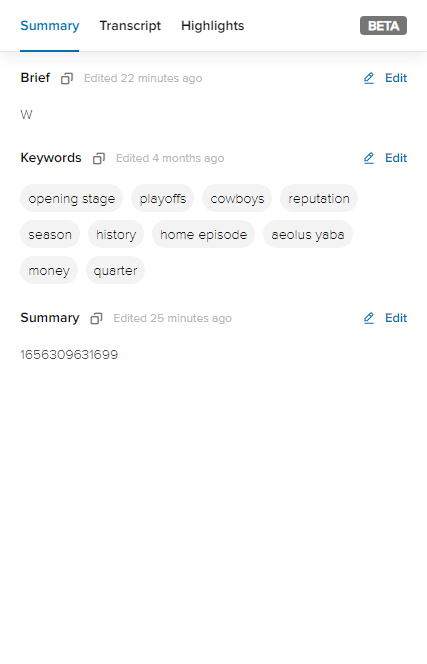 Summary Transcript Highlights BETA
Brief Edited 22 minutes ago Edit
W
Keywords Edited 4 months ago Edit
opening stage playoffs cowboys reputation
season history home episode aeolus yaba
money quarter
Summary Edited 25 minutes ago Edit
1656309631699